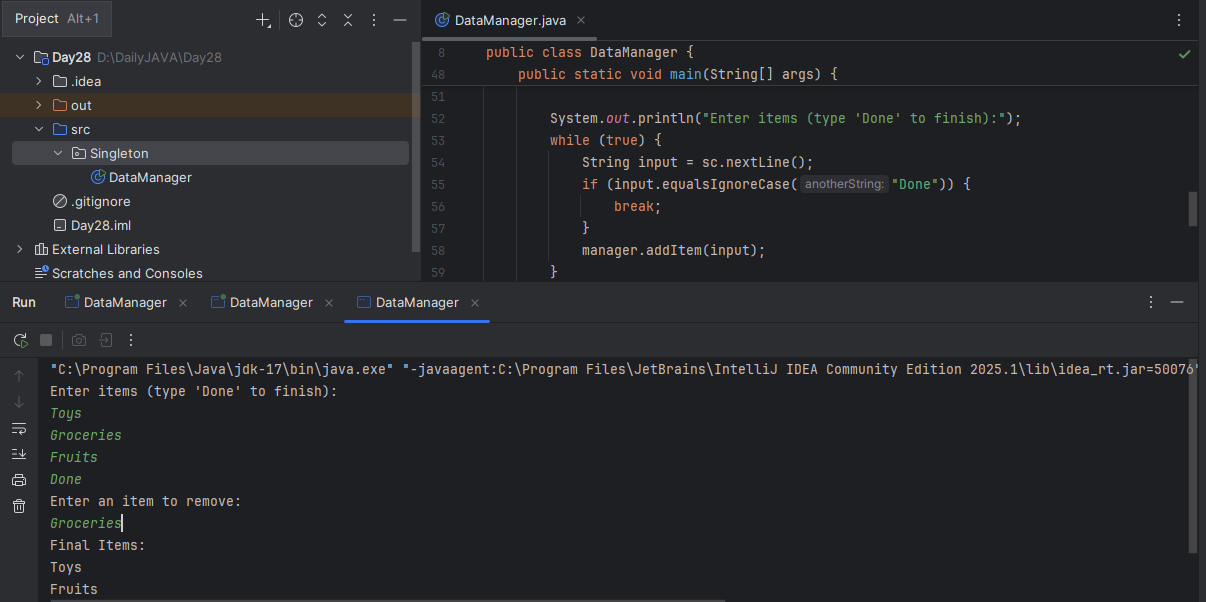 Project Alt+1
Day28 D:\DailyJAVA\Day28
.idea
out
src
Singleton
DataManager
.gitignore
Day28.iml
External Libraries
Scratches and Consoles
DataManager.java
8 public class DataManager {
48 public static void main(String[] args) {
51
52 System.out.println("Enter items (type 'Done' to finish):");
53 while (true) {
54 String input = sc.nextLine();
55 if (input.equalsIgnoreCase( anotherString: "Done")) {
56 break;
57 }
58 manager.addItem(input);
59 }
Run DataManager DataManager DataManager
"C:\Program Files\Java\jdk-17\bin\java.exe" "-javaagent:C:\Program Files\JetBrains\IntelliJ IDEA Community Edition 2025.1\lib\idea_rt.jar=50076"
Enter items (type 'Done' to finish):
Toys
Groceries
Fruits
Done
Enter an item to remove:
Groceries
Final Items:
Toys
Fruits